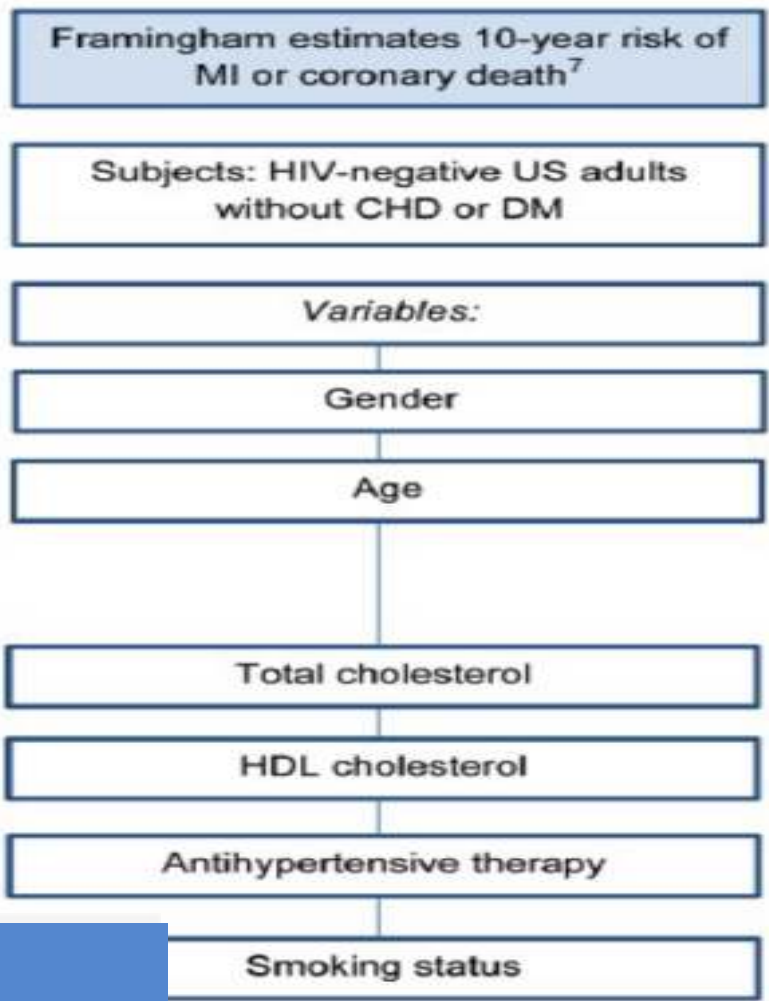 Framingham estimates 10-year risk of
MI or coronary death⁷
Subjects: HIV-negative US adults
without CHD or DM
Variables:
Gender
Age
Total cholesterol
HDL cholesterol
Antihypertensive therapy
Smoking status